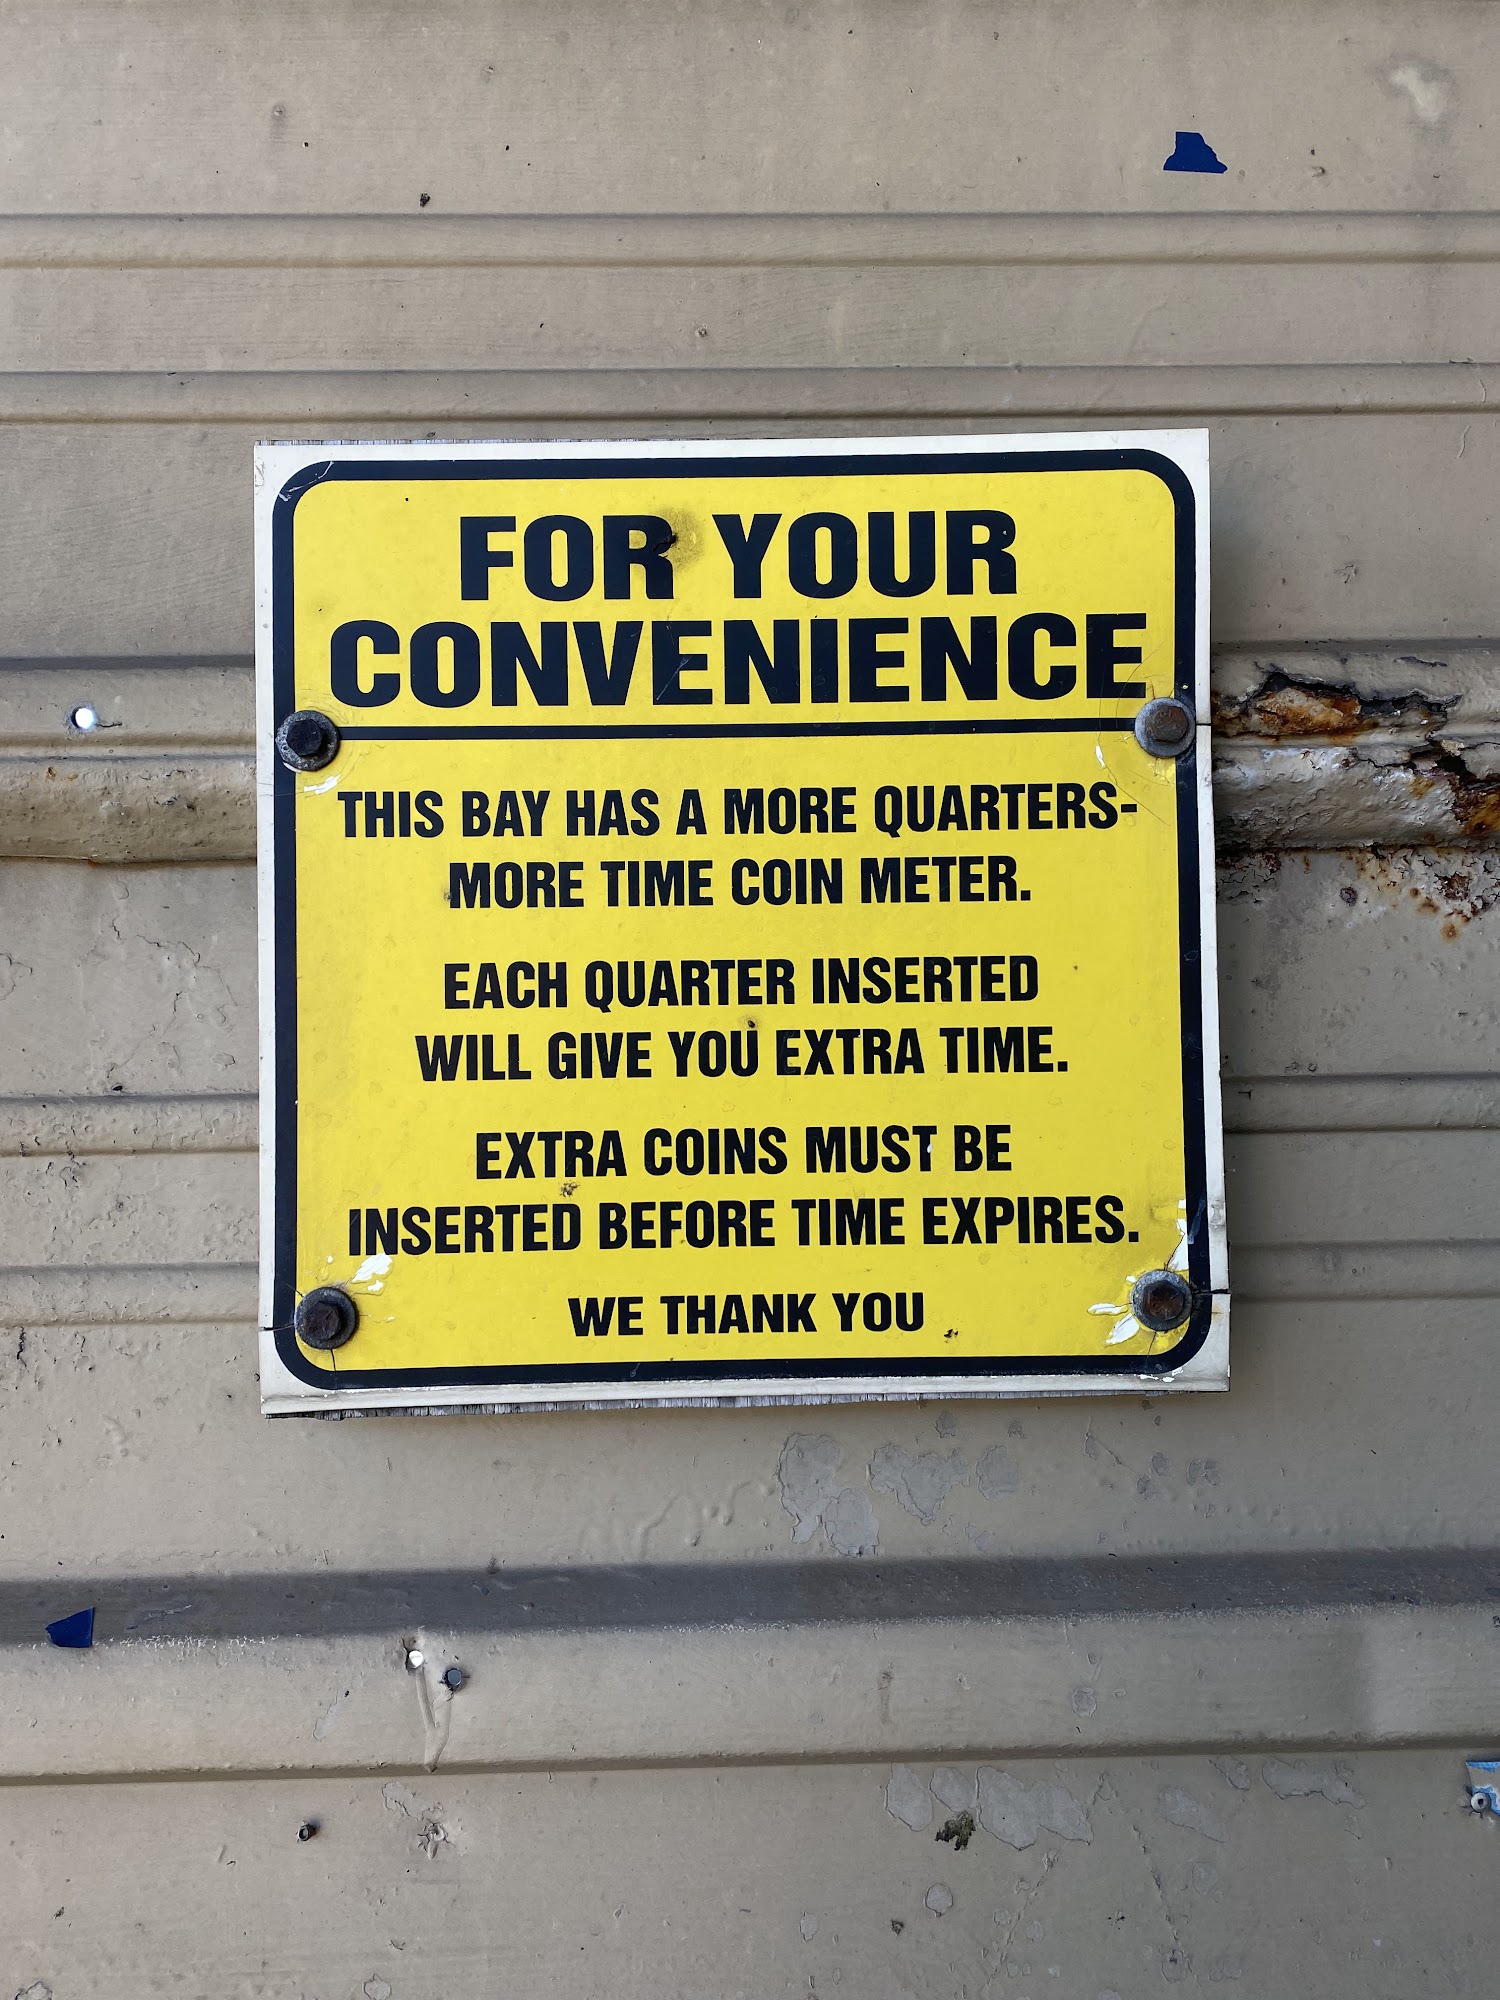 FOR YOUR
CONVENIENCE
THIS BAY HAS A MORE QUARTERS-
MORE TIME COIN METER.
EACH QUARTER INSERTED
WILL GIVE YOU EXTRA TIME.
EXTRA COINS MUST BE
INSERTED BEFORE TIME EXPIRES.
WE THANK YOU